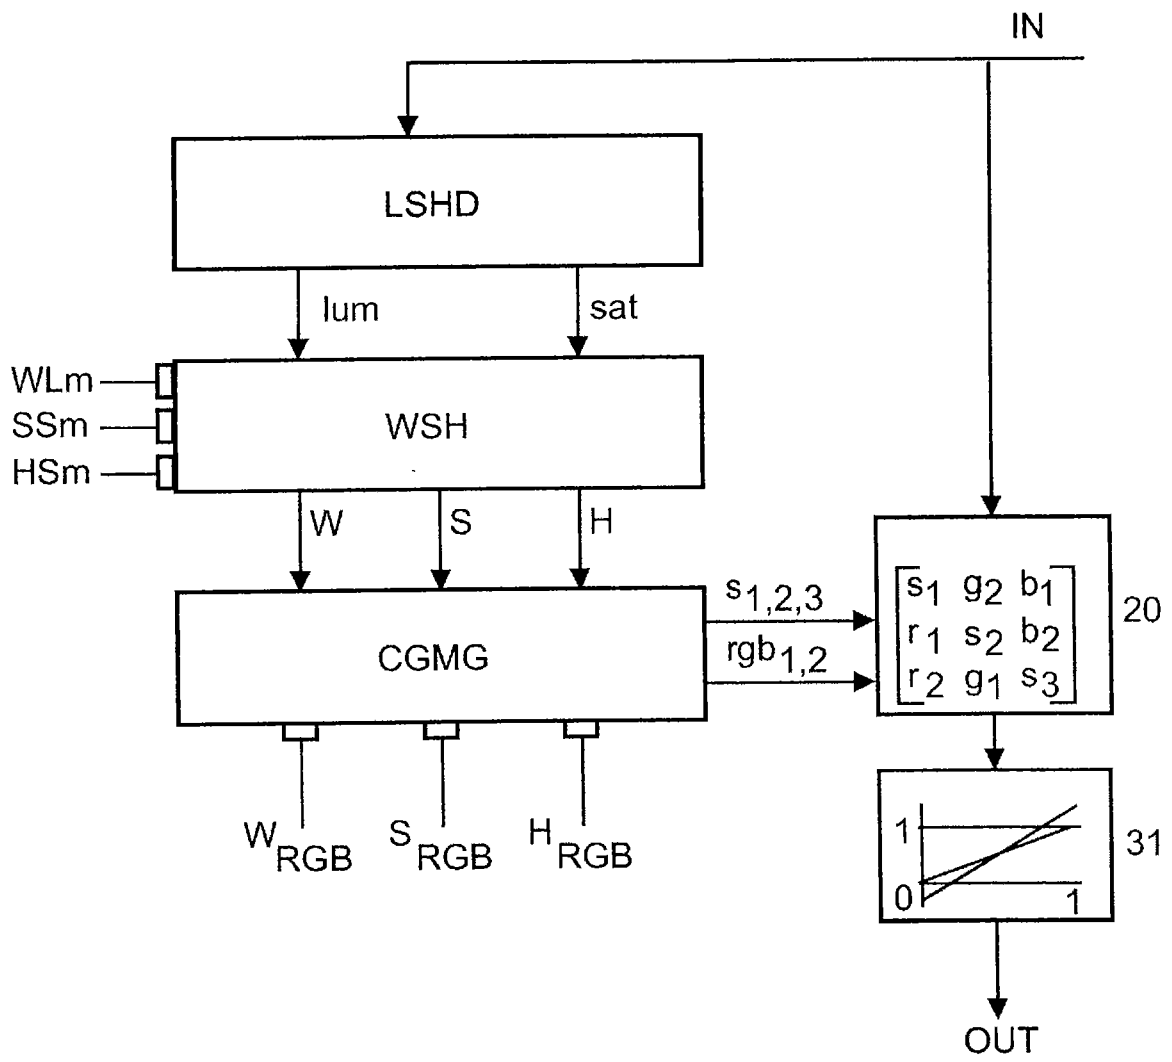 IN
LSHD
lum sat
WLm
SSm
HSm
WSH
W S H
CGMG
s1,2,3
rgb1,2
s1 g2 b1
r1 s2 b2
r2 g1 s3
20
WRGB SRGB HRGB
1
0 1
31
OUT